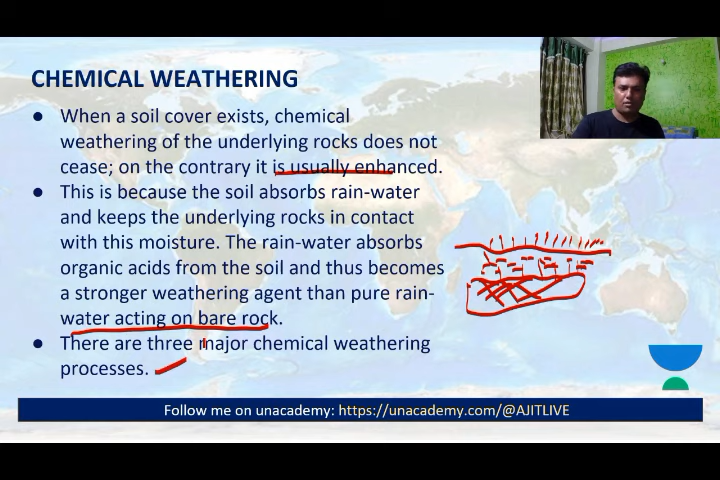 CHEMICAL WEATHERING
● When a soil cover exists, chemical
weathering of the underlying rocks does not
cease; on the contrary it is usually enhanced.
● This is because the soil absorbs rain-water
and keeps the underlying rocks in contact
with this moisture. The rain-water absorbs
organic acids from the soil and thus becomes
a stronger weathering agent than pure rain-
water acting on bare rock.
● There are three major chemical weathering
processes.
Follow me on unacademy: https://unacademy.com/@AJITLIVE